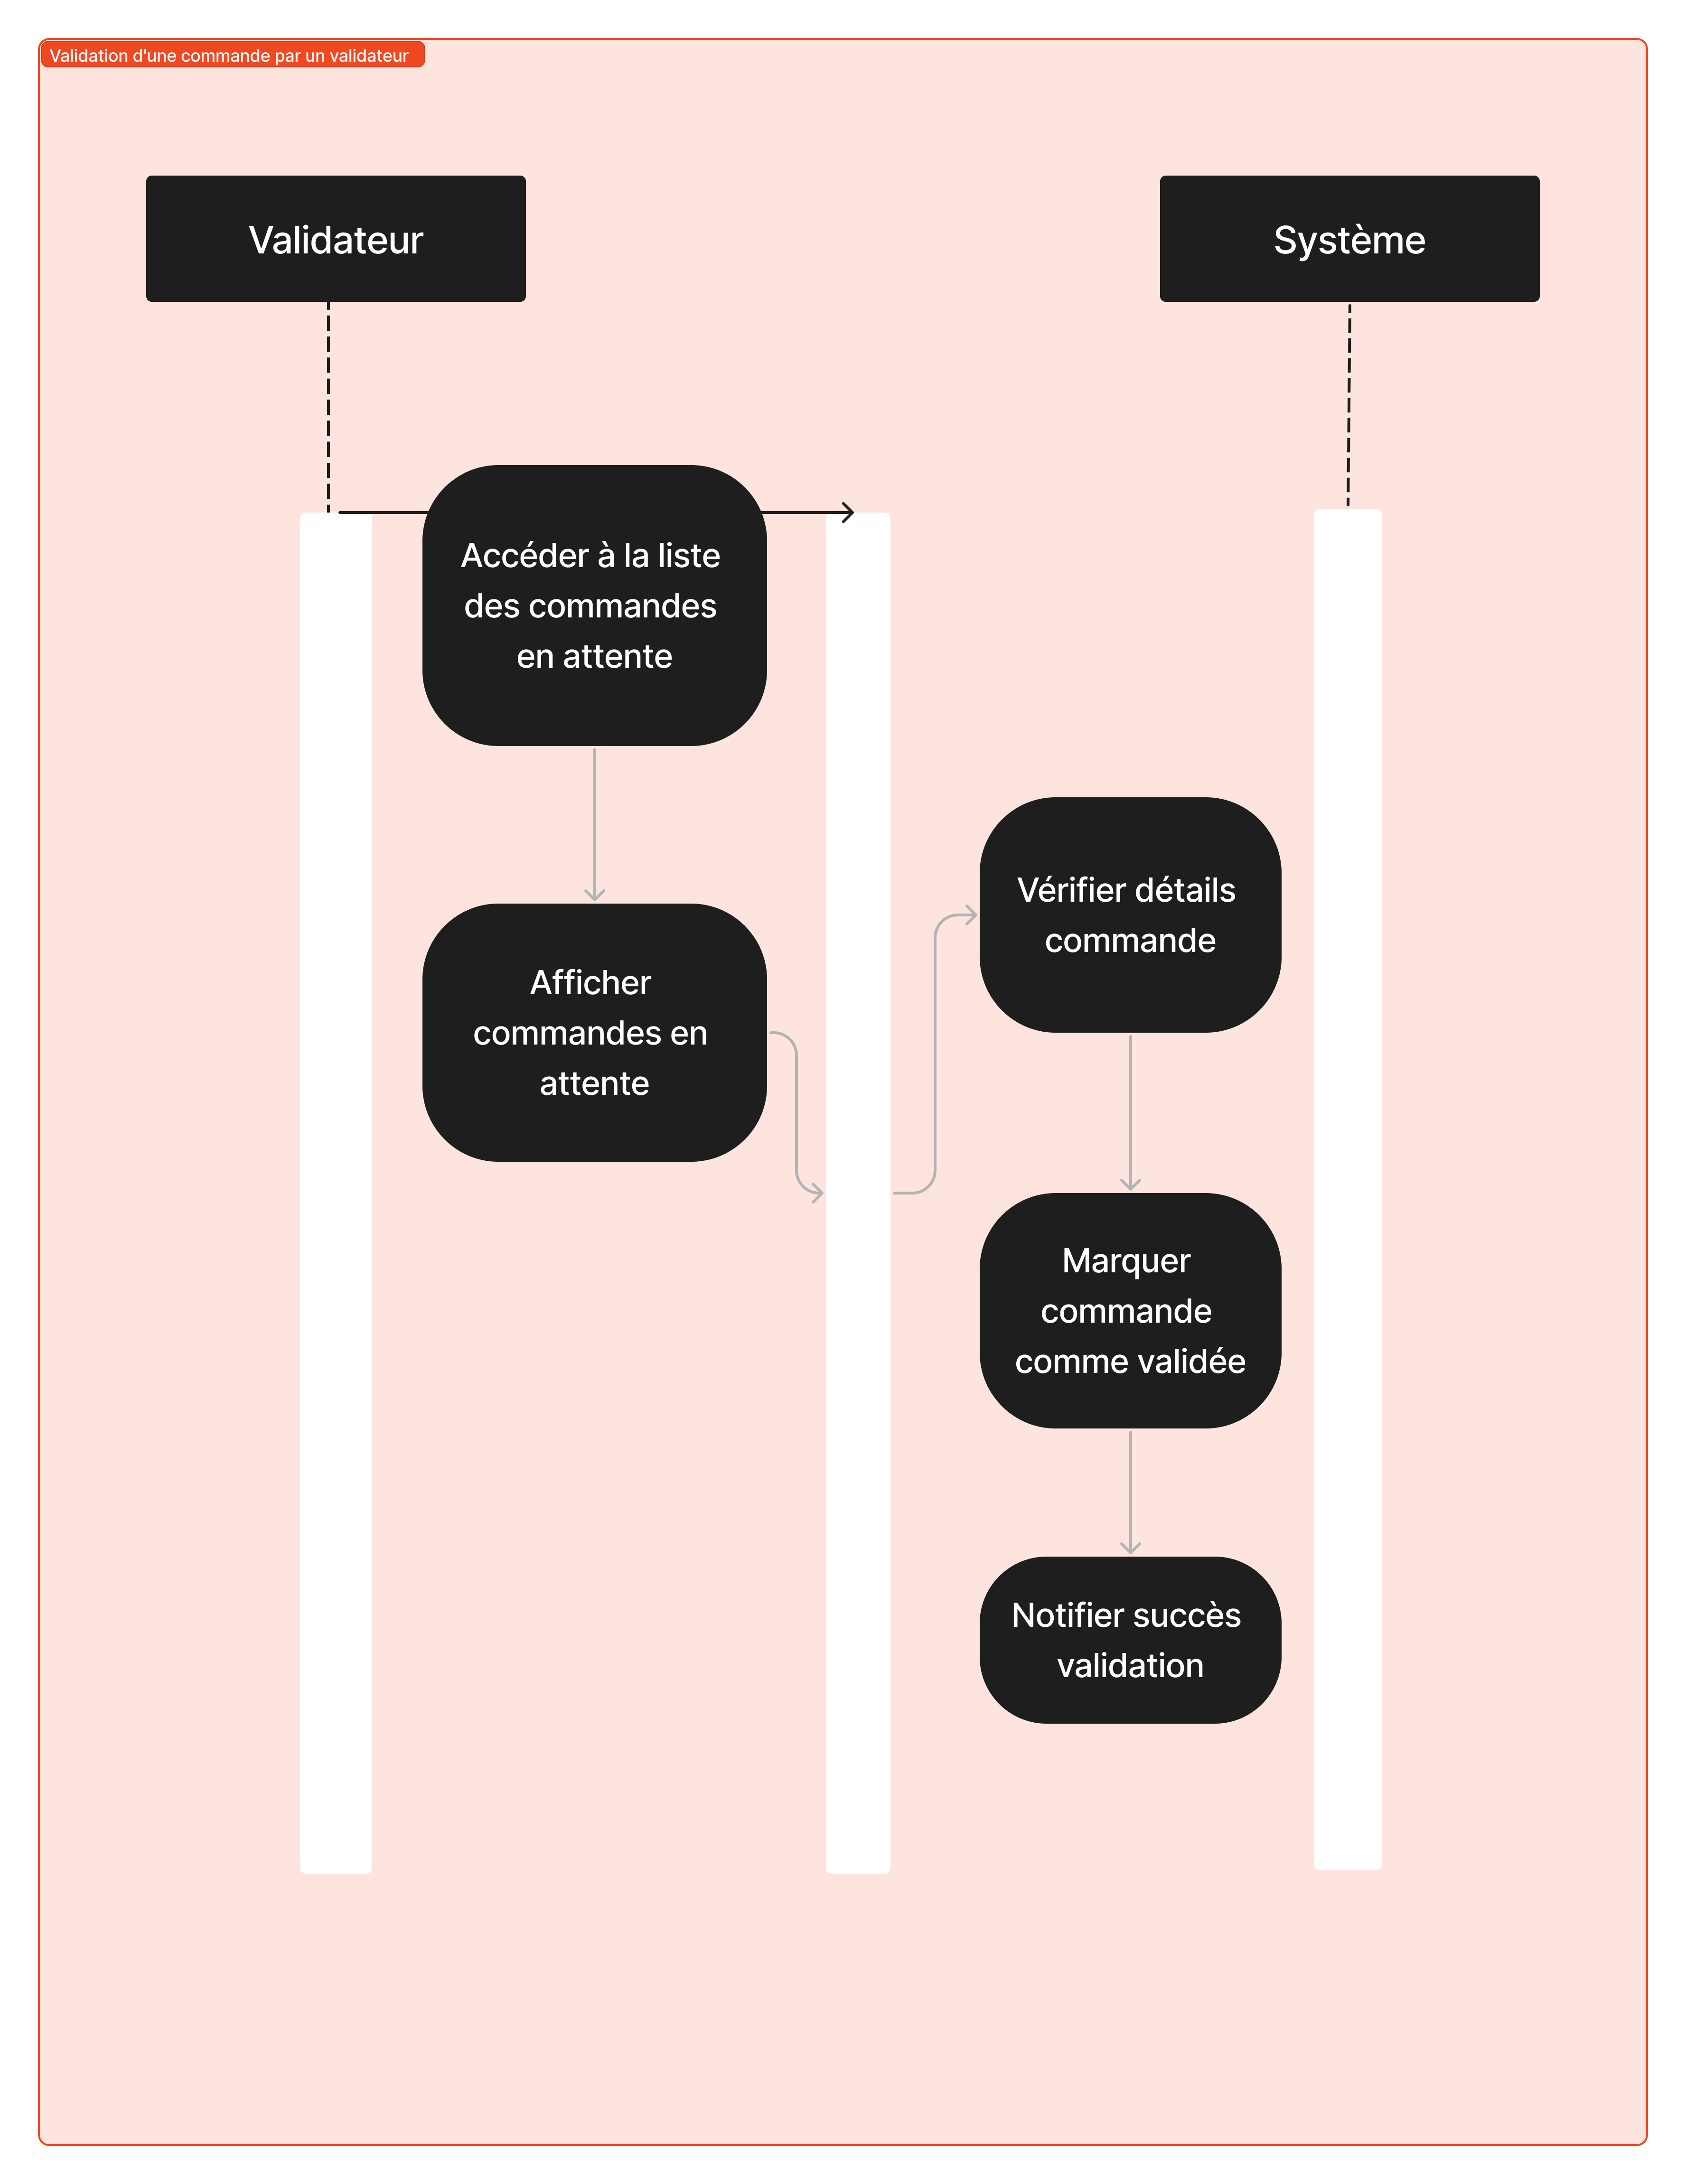 Validation d'une commande par un validateur
Validateur
Système
Accéder à la liste
des commandes
en attente
Afficher
commandes en
attente
Vérifier détails
commande
Marquer
commande
comme validée
Notifier succès
validation